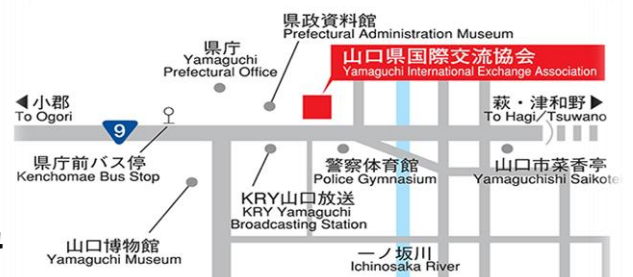 県政資料館
Prefectural Administration Museum
県庁
Yamaguchi
Prefectural Office
山口県国際交流協会
Yamaguchi International Exchange Association
◀小郡
To Ogori
萩・津和野▶
To Hagi/Tsuwano
9
県庁前バス停
Kenchomae Bus Stop
警察体育館
Police Gymnasium
山口市菜香亭
Yamaguchishi Saikotei
KRY山口放送
KRY Yamaguchi
Broadcasting Station
山口博物館
Yamaguchi Museum
一ノ坂川
Ichinosaka River